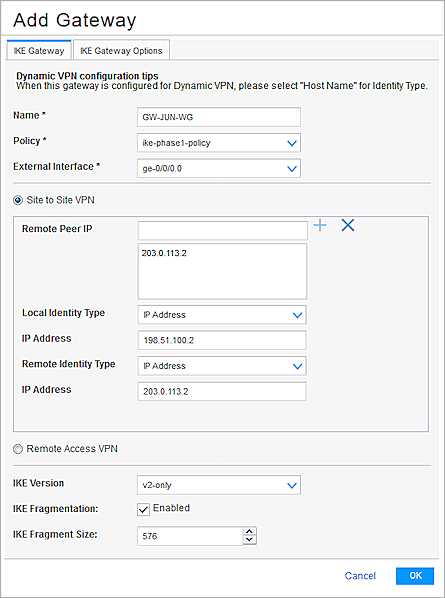 Add Gateway
IKE Gateway
IKE Gateway Options
Dynamic VPN configuration tips
When this gateway is configured for Dynamic VPN, please select "Host Name" for Identity Type.
Name *
GW-JUN-WG
Policy *
ike-phase1-policy
External Interface *
ge-0/0/0.0
Site to Site VPN
Remote Peer IP
203.0.113.2
Local Identity Type
IP Address
IP Address
198.51.100.2
Remote Identity Type
IP Address
IP Address
203.0.113.2
Remote Access VPN
IKE Version
v2-only
IKE Fragmentation:
Enabled
IKE Fragment Size:
576
Cancel
OK